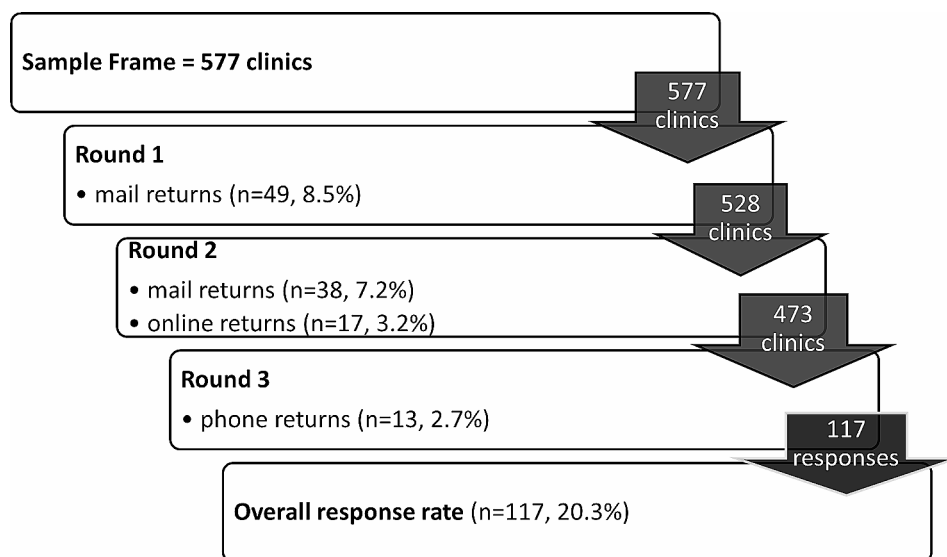 Sample Frame = 577 clinics
577
clinics
Round 1
• mail returns (n=49, 8.5%)
528
clinics
Round 2
• mail returns (n=38, 7.2%)
• online returns (n=17, 3.2%)
473
clinics
Round 3
• phone returns (n=13, 2.7%)
117
responses
Overall response rate (n=117, 20.3%)